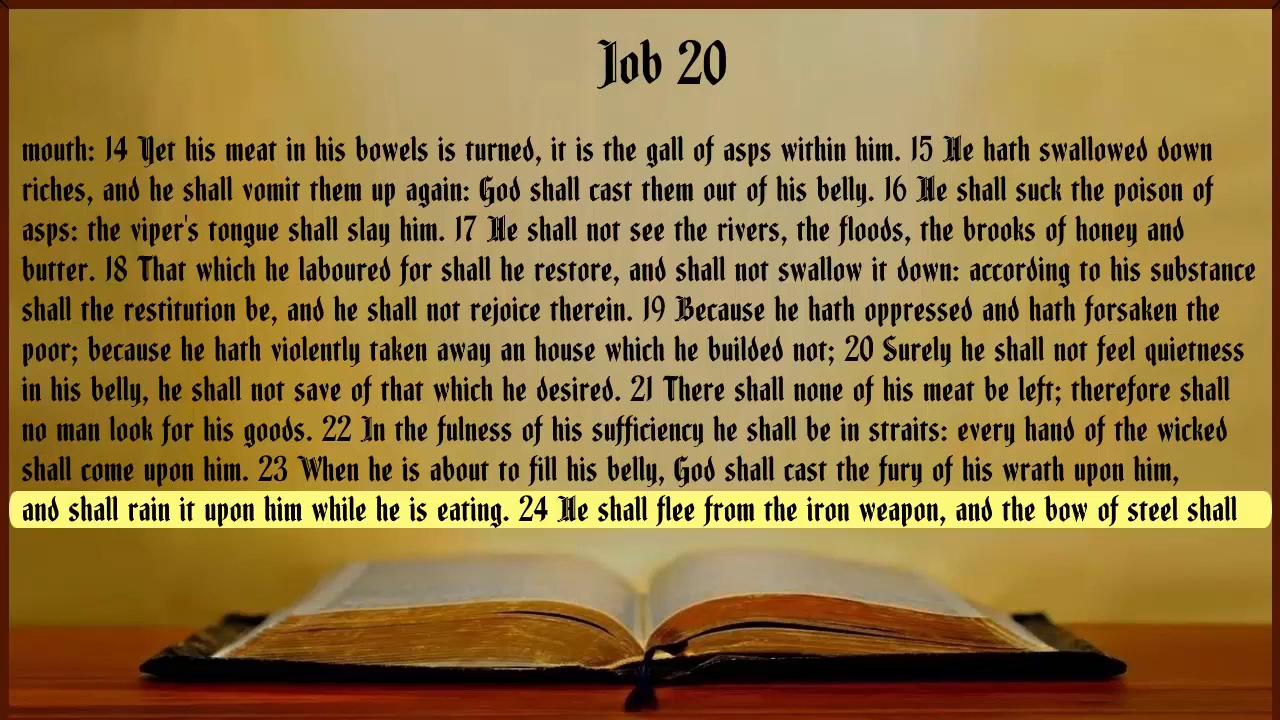 Job 20
mouth: 14 Yet his meat in his bowels is turned, it is the gall of asps within him. 15 He hath swallowed down
riches, and he shall vomit them up again: God shall cast them out of his belly. 16 He shall suck the poison of
asps: the viper's tongue shall slay him. 17 He shall not see the rivers, the floods, the brooks of honey and
butter. 18 That which he laboured for shall he restore, and shall not swallow it down: according to his substance
shall the restitution be, and he shall not rejoice therein. 19 Because he hath oppressed and hath forsaken the
poor; because he hath violently taken away an house which he builded not; 20 Surely he shall not feel quietness
in his belly, he shall not save of that which he desired. 21 There shall none of his meat be left; therefore shall
no man look for his goods. 22 In the fulness of his sufficiency he shall be in straits: every hand of the wicked
shall come upon him. 23 When he is about to fill his belly, God shall cast the fury of his wrath upon him,
and shall rain it upon him while he is eating. 24 He shall flee from the iron weapon, and the bow of steel shall